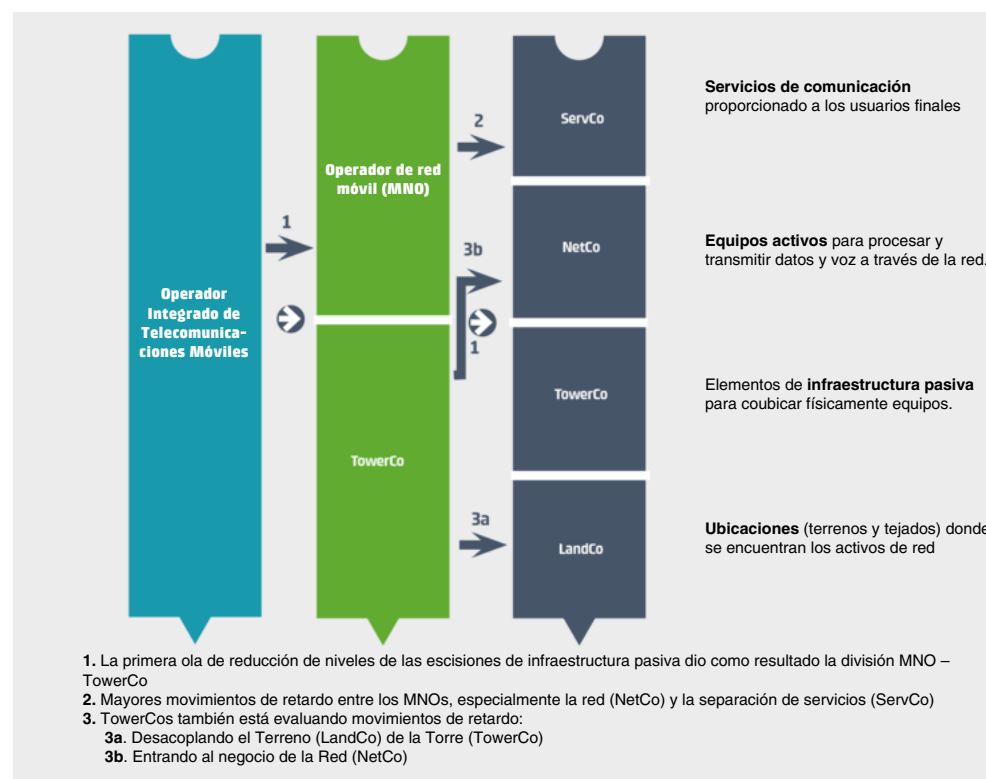 Operador
Integrado de
Telecomunica-
ciones Móviles
1
Operador de red
móvil (MNO)
TowerCo
2
3b
1
3a
ServCo
NetCo
TowerCo
LandCo
Servicios de comunicación
proporcionado a los usuarios finales
Equipos activos para procesar y
transmitir datos y voz a través de la red.
Elementos de infraestructura pasiva
para coubicar físicamente equipos.
Ubicaciones (terrenos y tejados) donde
se encuentran los activos de red
1. La primera ola de reducción de niveles de las escisiones de infraestructura pasiva dio como resultado la división MNO –
TowerCo
2. Mayores movimientos de retardo entre los MNOs, especialmente la red (NetCo) y la separación de servicios (ServCo)
3. TowerCos también está evaluando movimientos de retardo:
3a. Desacoplando el Terreno (LandCo) de la Torre (TowerCo)
3b. Entrando al negocio de la Red (NetCo)